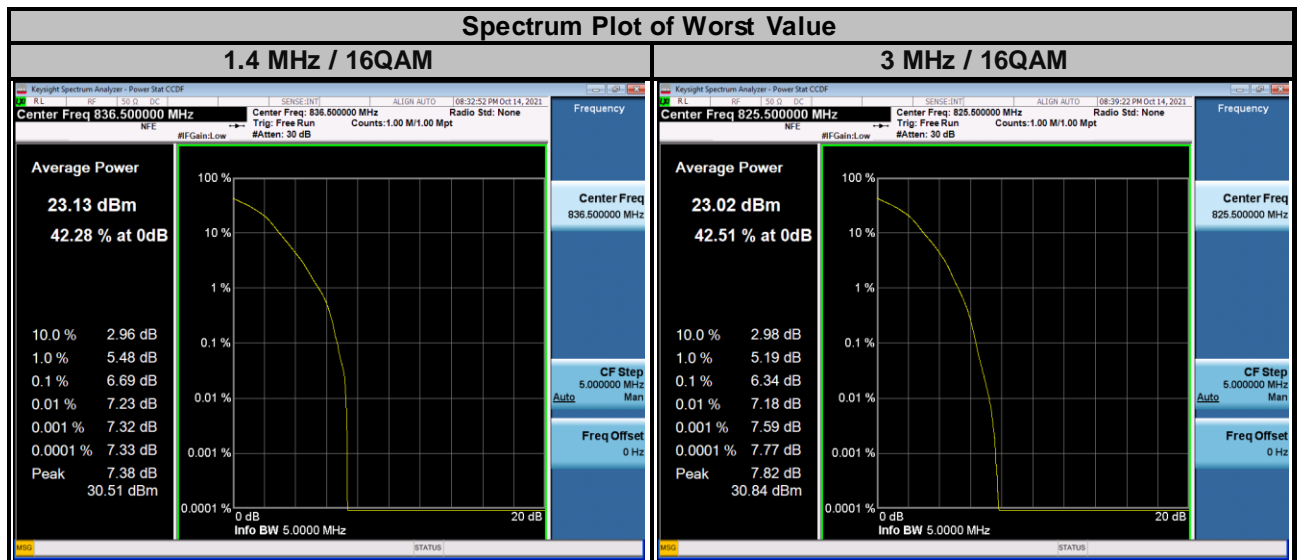 Spectrum Plot of Worst Value
1.4 MHz / 16QAM
3 MHz / 16QAM
Keysight Spectrum Analyzer - Power Stat CCDF
RL RF 50 Ω DC SENSE:INT ALIGN AUTO 08:32:52 PM Oct 14, 2021
Center Freq 836.500000 MHz
NFE
#IFGain:Low
Center Freq: 836.500000 MHz
Radio Std: None
Trig: Free Run
Counts:1.00 M/1.00 Mpt
#Atten: 30 dB
Frequency
Average Power
23.13 dBm
42.28 % at 0dB
10.0 % 2.96 dB
1.0 % 5.48 dB
0.1 % 6.69 dB
0.01 % 7.23 dB
0.001 % 7.32 dB
0.0001 % 7.33 dB
Peak 7.38 dB
30.51 dBm
100 %
10 %
1 %
0.1 %
0.01 %
0.001 %
0.0001 %
0 dB
20 dB
Info BW 5.0000 MHz
Center Freq
836.500000 MHz
CF Step
5.000000 MHz
Auto Man
Freq Offset
0 Hz
MSG
STATUS
Keysight Spectrum Analyzer - Power Stat CCDF
RL RF 50 Ω DC SENSE:INT ALIGN AUTO 08:39:22 PM Oct 14, 2021
Center Freq 825.500000 MHz
NFE
#IFGain:Low
Center Freq: 825.500000 MHz
Radio Std: None
Trig: Free Run
Counts:1.00 M/1.00 Mpt
#Atten: 30 dB
Frequency
Average Power
23.02 dBm
42.51 % at 0dB
10.0 % 2.98 dB
1.0 % 5.19 dB
0.1 % 6.34 dB
0.01 % 7.18 dB
0.001 % 7.59 dB
0.0001 % 7.77 dB
Peak 7.82 dB
30.84 dBm
100 %
10 %
1 %
0.1 %
0.01 %
0.001 %
0.0001 %
0 dB
20 dB
Info BW 5.0000 MHz
Center Freq
825.500000 MHz
CF Step
5.000000 MHz
Auto Man
Freq Offset
0 Hz
MSG
STATUS